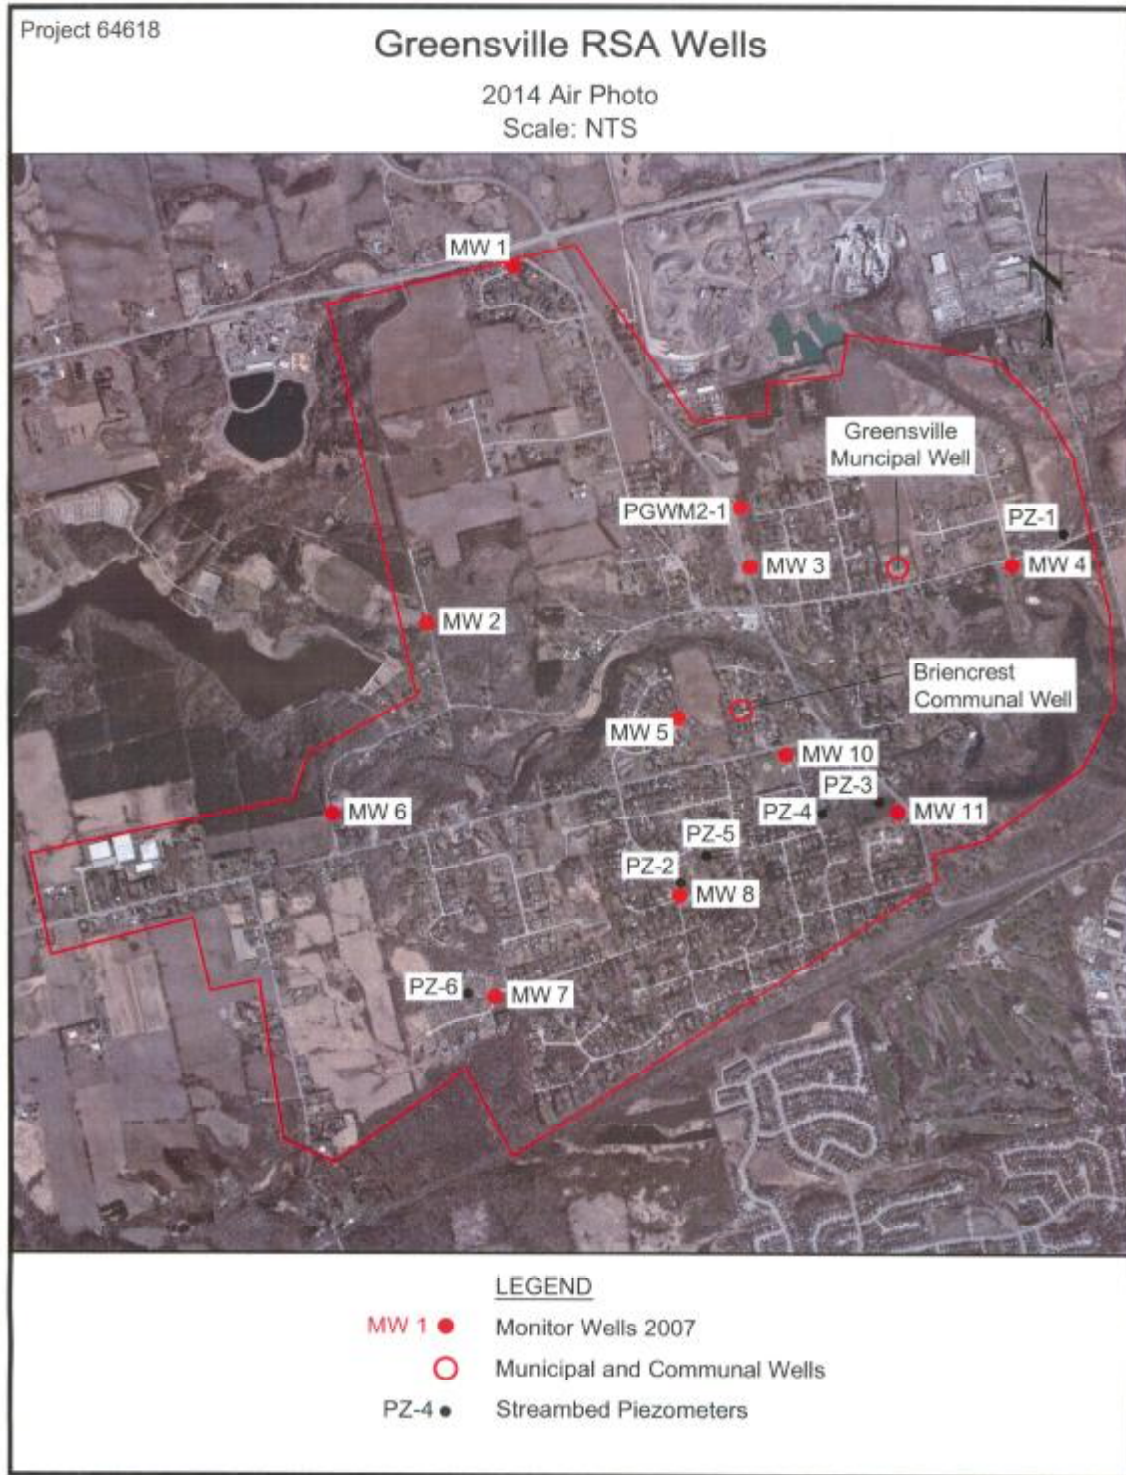 Project 64618
Greensville RSA Wells
2014 Air Photo
Scale: NTS
MW 1
N
Greensville
Muncipal Well
PGWM2-1
PZ-1
MW 3
MW 4
MW 2
Briencrest
Communal Well
MW 5
MW 10
PZ-3
MW 6
PZ-4
MW 11
PZ-5
PZ-2
MW 8
PZ-6
MW 7
LEGEND
MW 1 Monitor Wells 2007
Municipal and Communal Wells
PZ-4 Streambed Piezometers